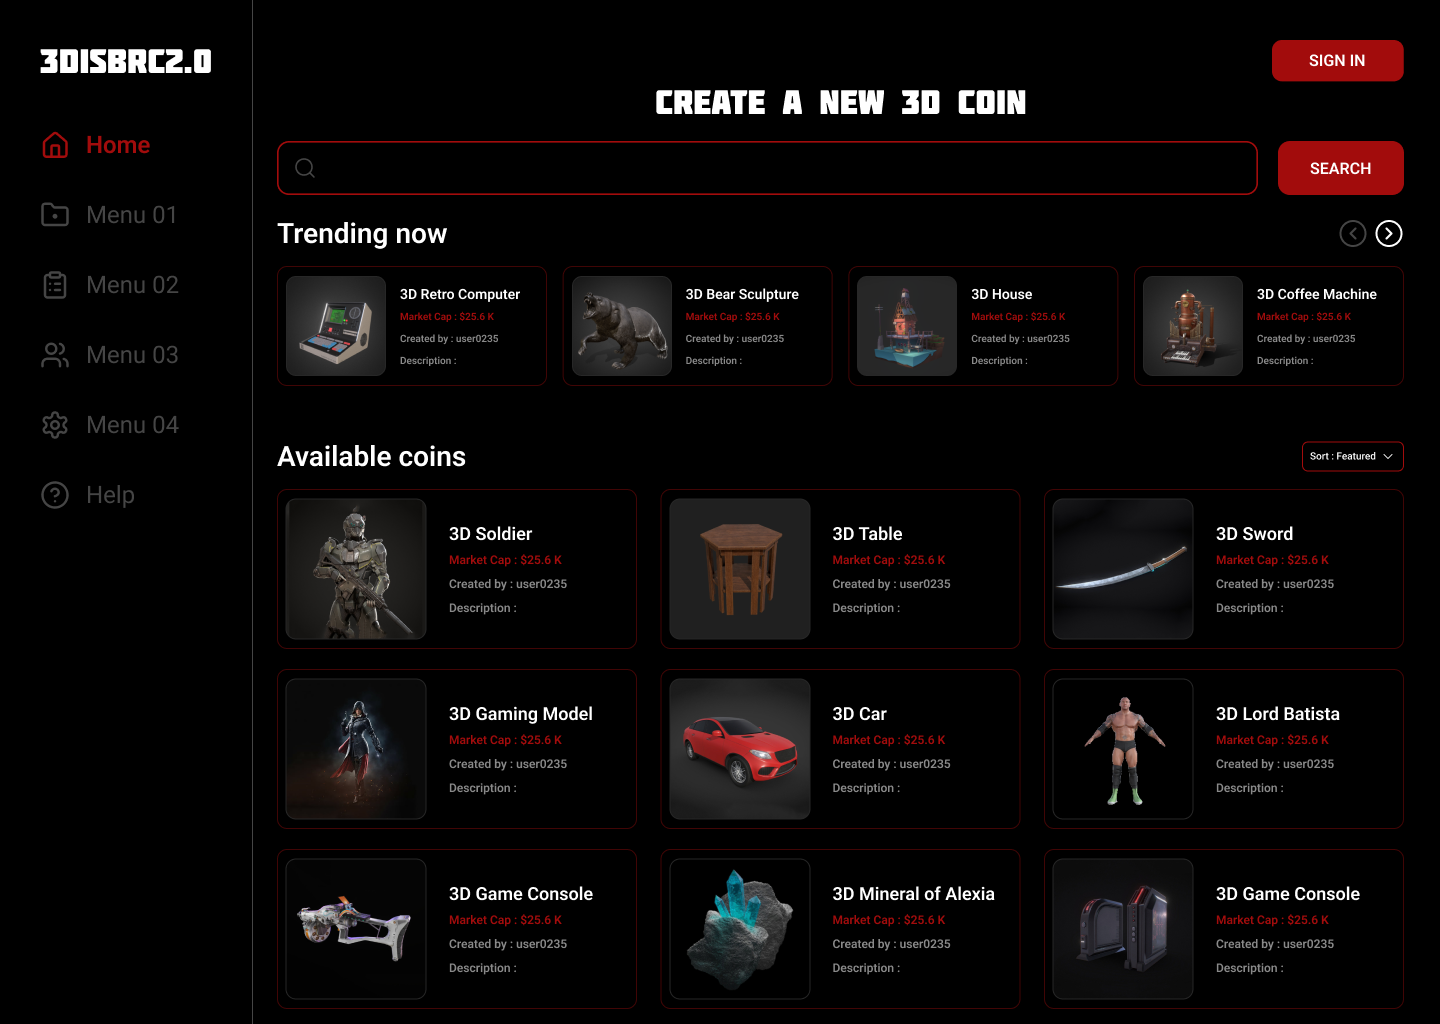 3DISBRC2.0
Home
Menu 01
Menu 02
Menu 03
Menu 04
Help
SIGN IN
CREATE A NEW 3D COIN
SEARCH
Trending now
3D Retro Computer
Market Cap : $25.6 K
Created by : user0235
Description :
3D Bear Sculpture
Market Cap : $25.6 K
Created by : user0235
Description :
3D House
Market Cap : $25.6 K
Created by : user0235
Description :
3D Coffee Machine
Market Cap : $25.6 K
Created by : user0235
Description :
Available coins
Sort : Featured
3D Soldier
Market Cap : $25.6 K
Created by : user0235
Description :
3D Table
Market Cap : $25.6 K
Created by : user0235
Description :
3D Sword
Market Cap : $25.6 K
Created by : user0235
Description :
3D Gaming Model
Market Cap : $25.6 K
Created by : user0235
Description :
3D Car
Market Cap : $25.6 K
Created by : user0235
Description :
3D Lord Batista
Market Cap : $25.6 K
Created by : user0235
Description :
3D Game Console
Market Cap : $25.6 K
Created by : user0235
Description :
3D Mineral of Alexia
Market Cap : $25.6 K
Created by : user0235
Description :
3D Game Console
Market Cap : $25.6 K
Created by : user0235
Description :